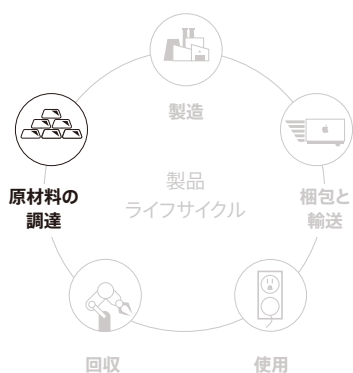 製造
原材料の
調達
製品
ライフサイクル
梱包と
輸送
回収
使用